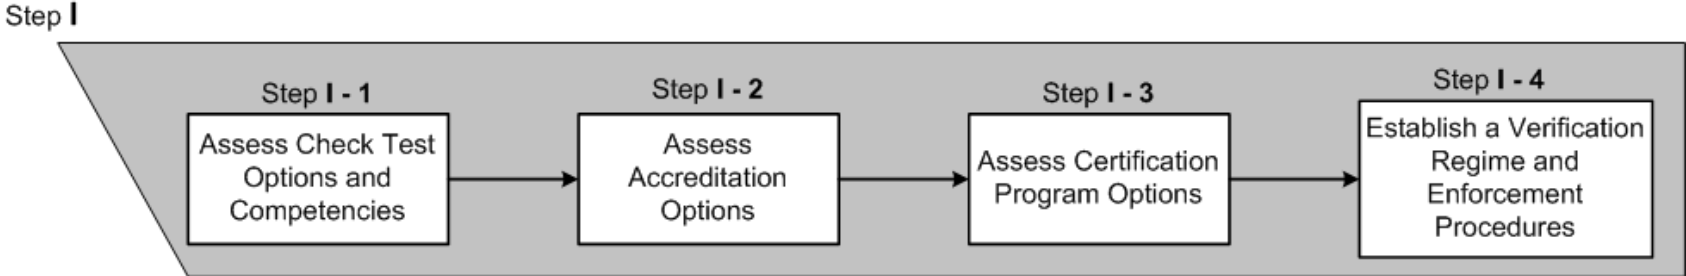 Step I
Step I - 1
Assess Check Test
Options and
Competencies
Step I - 2
Assess
Accreditation
Options
Step I - 3
Assess Certification
Program Options
Step I - 4
Establish a Verification
Regime and
Enforcement
Procedures